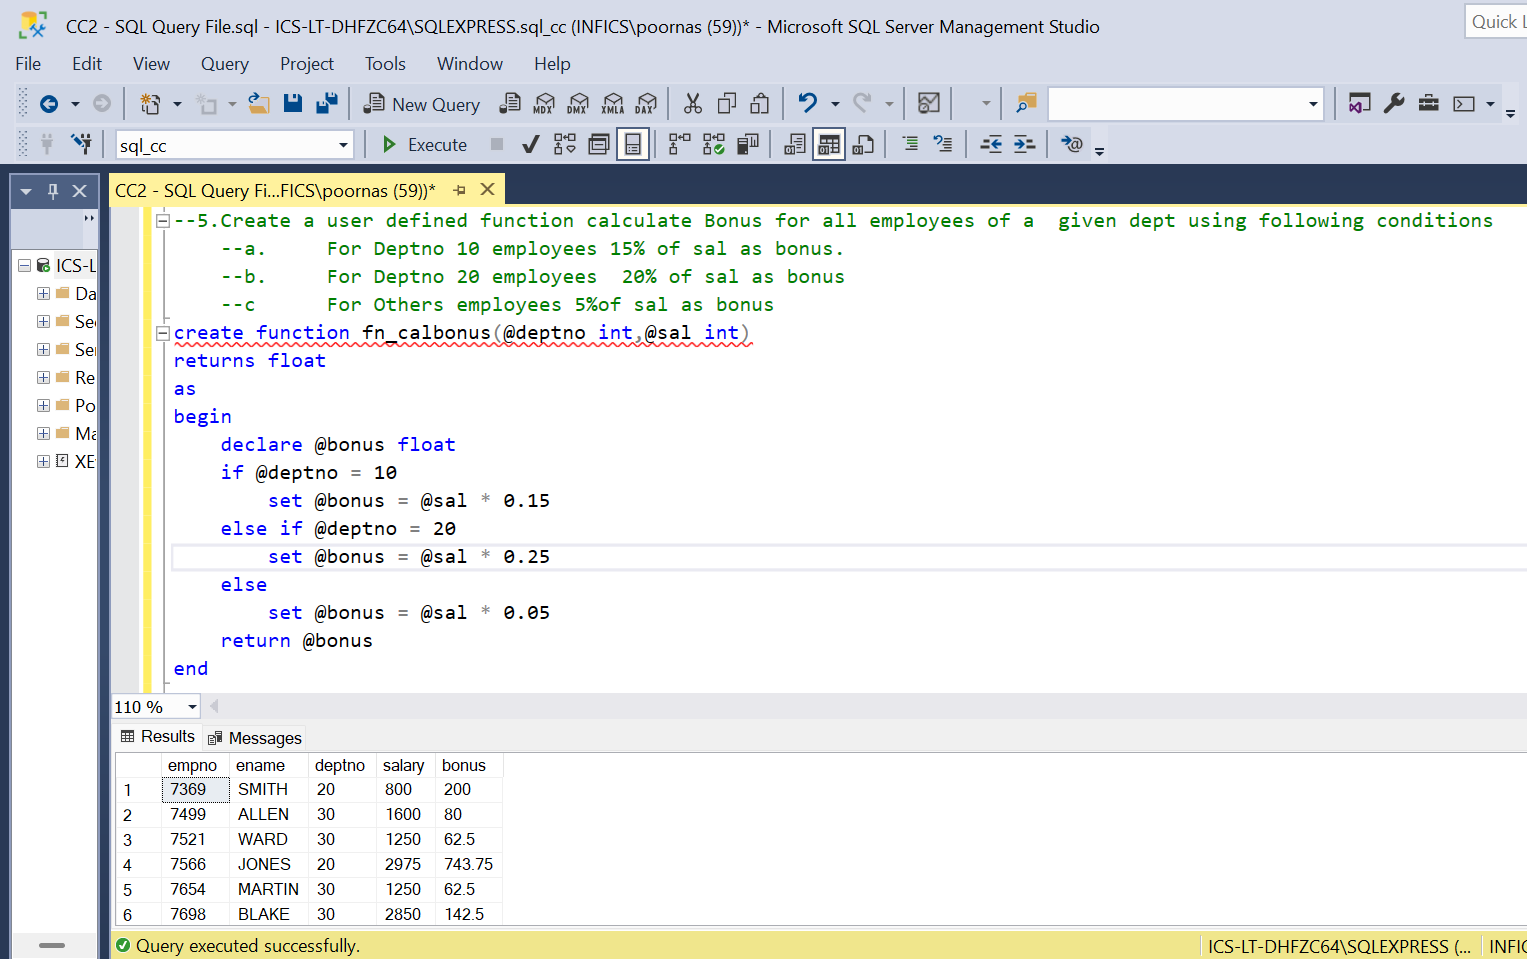 CC2 - SQL Query File.sql - ICS-LT-DHFZC64\SQLEXPRESS.sql_cc (INFICS\poornas (59))* - Microsoft SQL Server Management Studio
Quick L
File Edit View Query Project Tools Window Help
New Query MDX DMX XMLA DAX
sql_cc Execute
CC2 - SQL Query Fi...FICS\poornas (59))*
ICS-L
Da
Sec
Ser
Re
Po
Ma
XE
--5.Create a user defined function calculate Bonus for all employees of a  given dept using following conditions
--a.     For Deptno 10 employees 15% of sal as bonus.
--b.     For Deptno 20 employees  20% of sal as bonus
--c      For Others employees 5%of sal as bonus
create function fn_calbonus(@deptno int,@sal int)
returns float
as
begin
    declare @bonus float
    if @deptno = 10
        set @bonus = @sal * 0.15
    else if @deptno = 20
        set @bonus = @sal * 0.25
    else
        set @bonus = @sal * 0.05
    return @bonus
end
110 %
Results Messages
empno ename deptno salary bonus
1 7369 SMITH 20 800 200
2 7499 ALLEN 30 1600 80
3 7521 WARD 30 1250 62.5
4 7566 JONES 20 2975 743.75
5 7654 MARTIN 30 1250 62.5
6 7698 BLAKE 30 2850 142.5
Query executed successfully. ICS-LT-DHFZC64\SQLEXPRESS (... INFIC